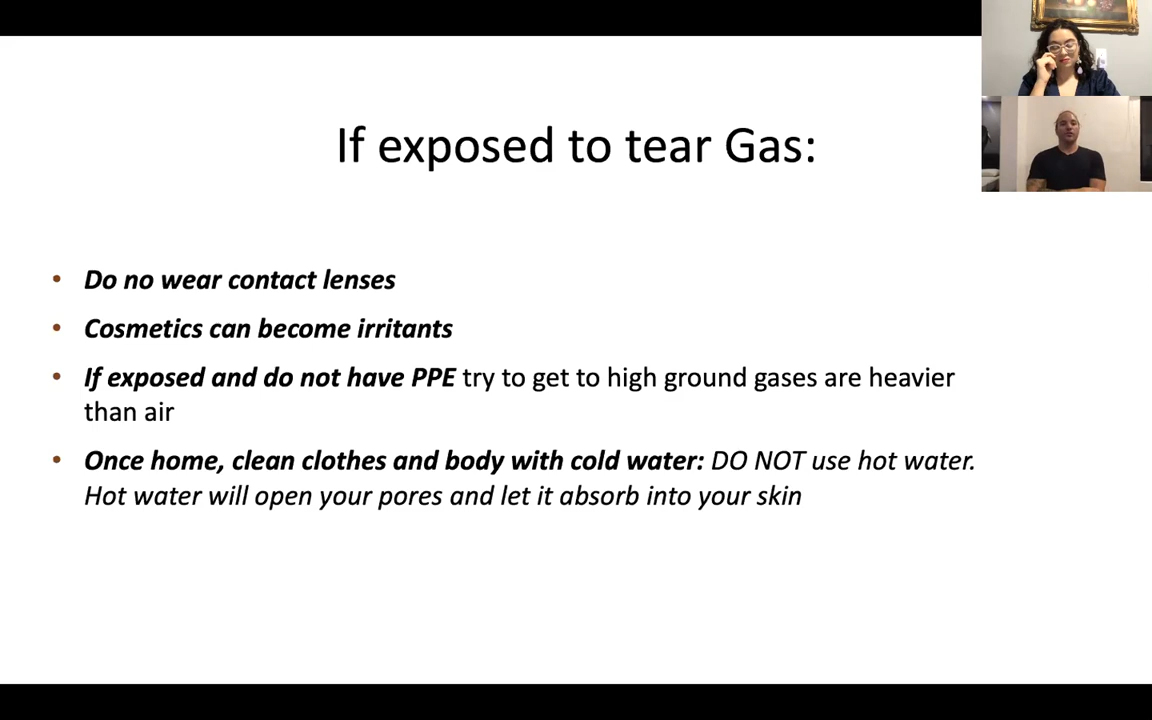 If exposed to tear Gas:
• Do no wear contact lenses
• Cosmetics can become irritants
• If exposed and do not have PPE try to get to high ground gases are heavier
than air
• Once home, clean clothes and body with cold water: DO NOT use hot water.
Hot water will open your pores and let it absorb into your skin